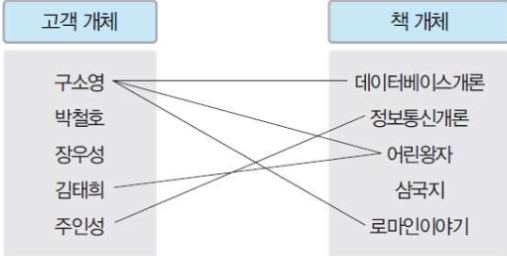 고객 개체
책 개체
구소영
데이터베이스개론
박철호
정보통신개론
장우성
어린왕자
김태희
삼국지
주인성
로마인이야기